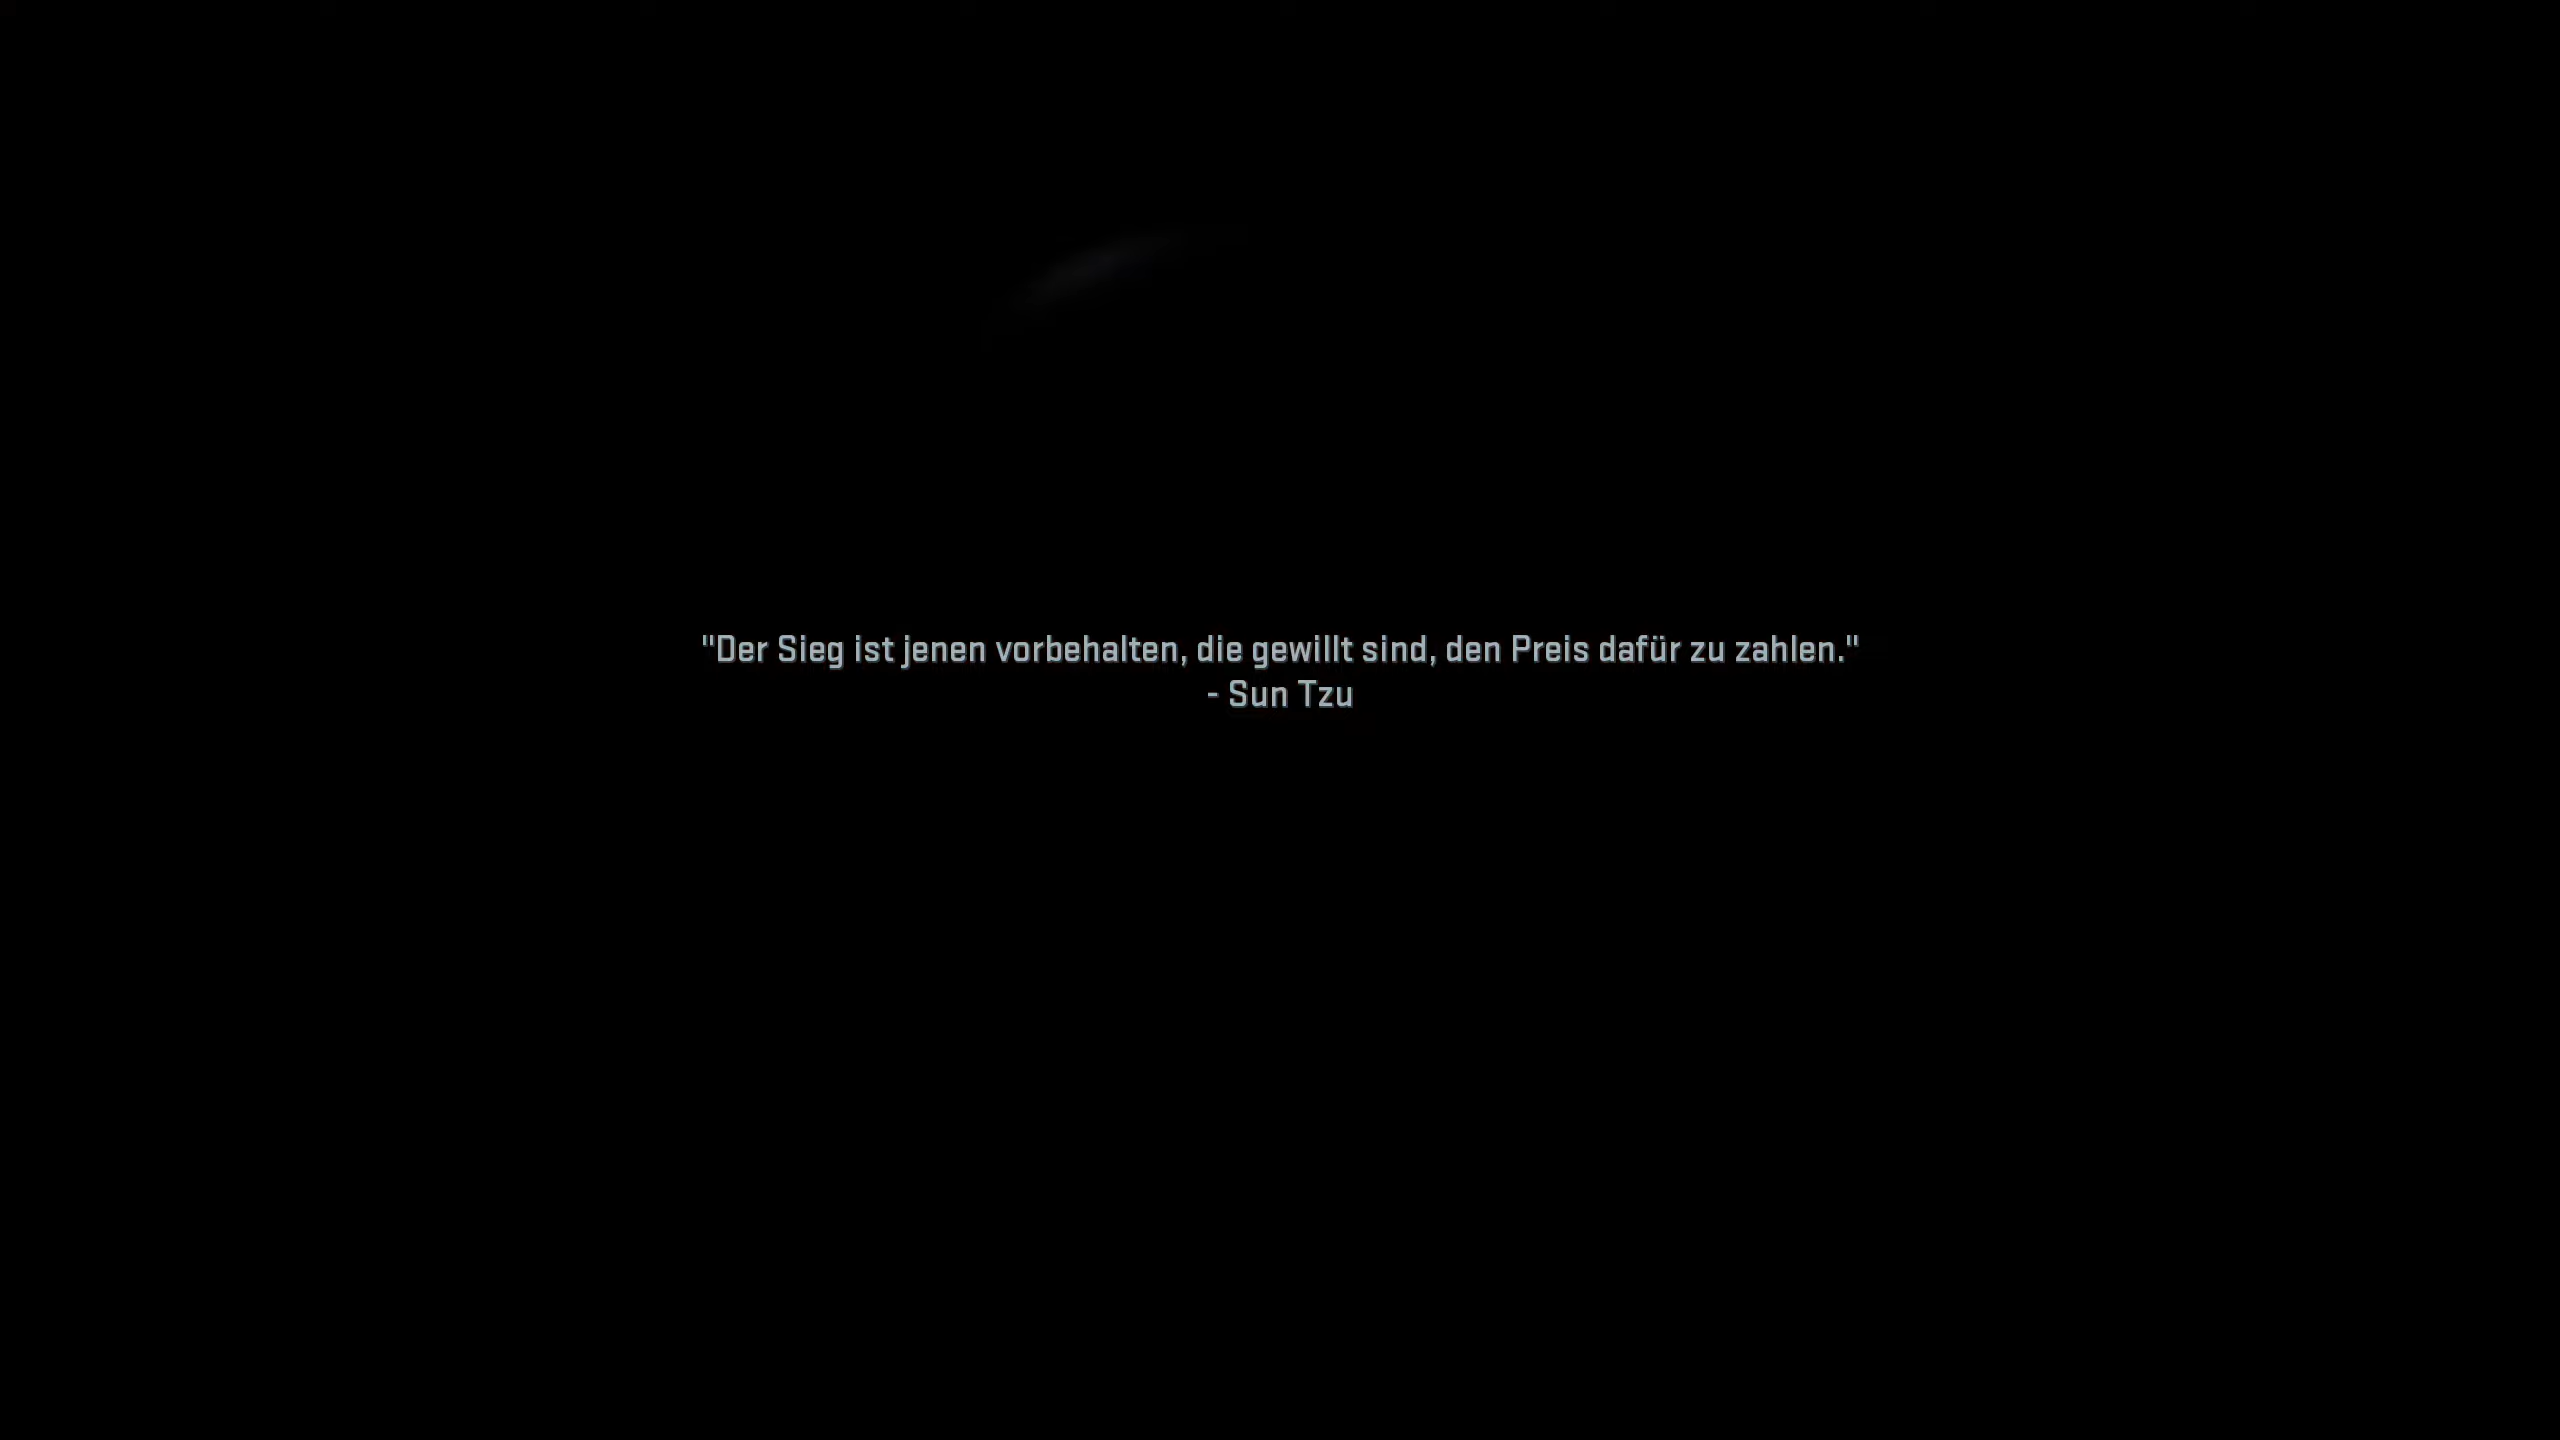 "Der Sieg ist jenen vorbehalten, die gewillt sind, den Preis dafür zu zahlen."
- Sun Tzu